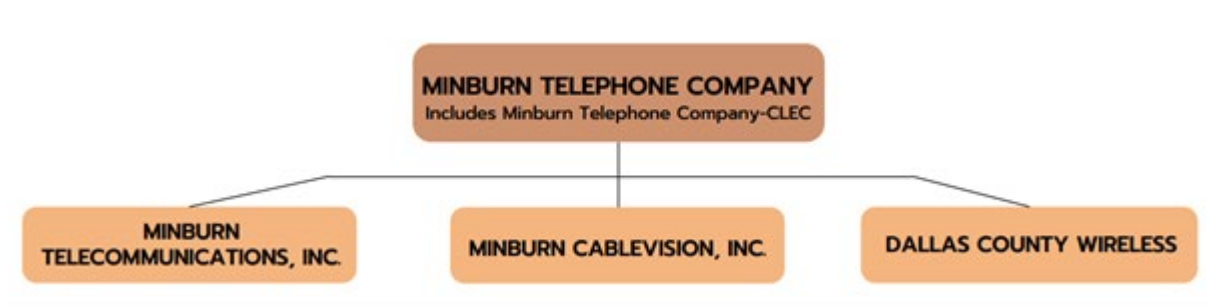 MINBURN TELEPHONE COMPANY
Includes Minburn Telephone Company-CLEC
MINBURN
TELECOMMUNICATIONS, INC.
MINBURN CABLEVISION, INC.
DALLAS COUNTY WIRELESS